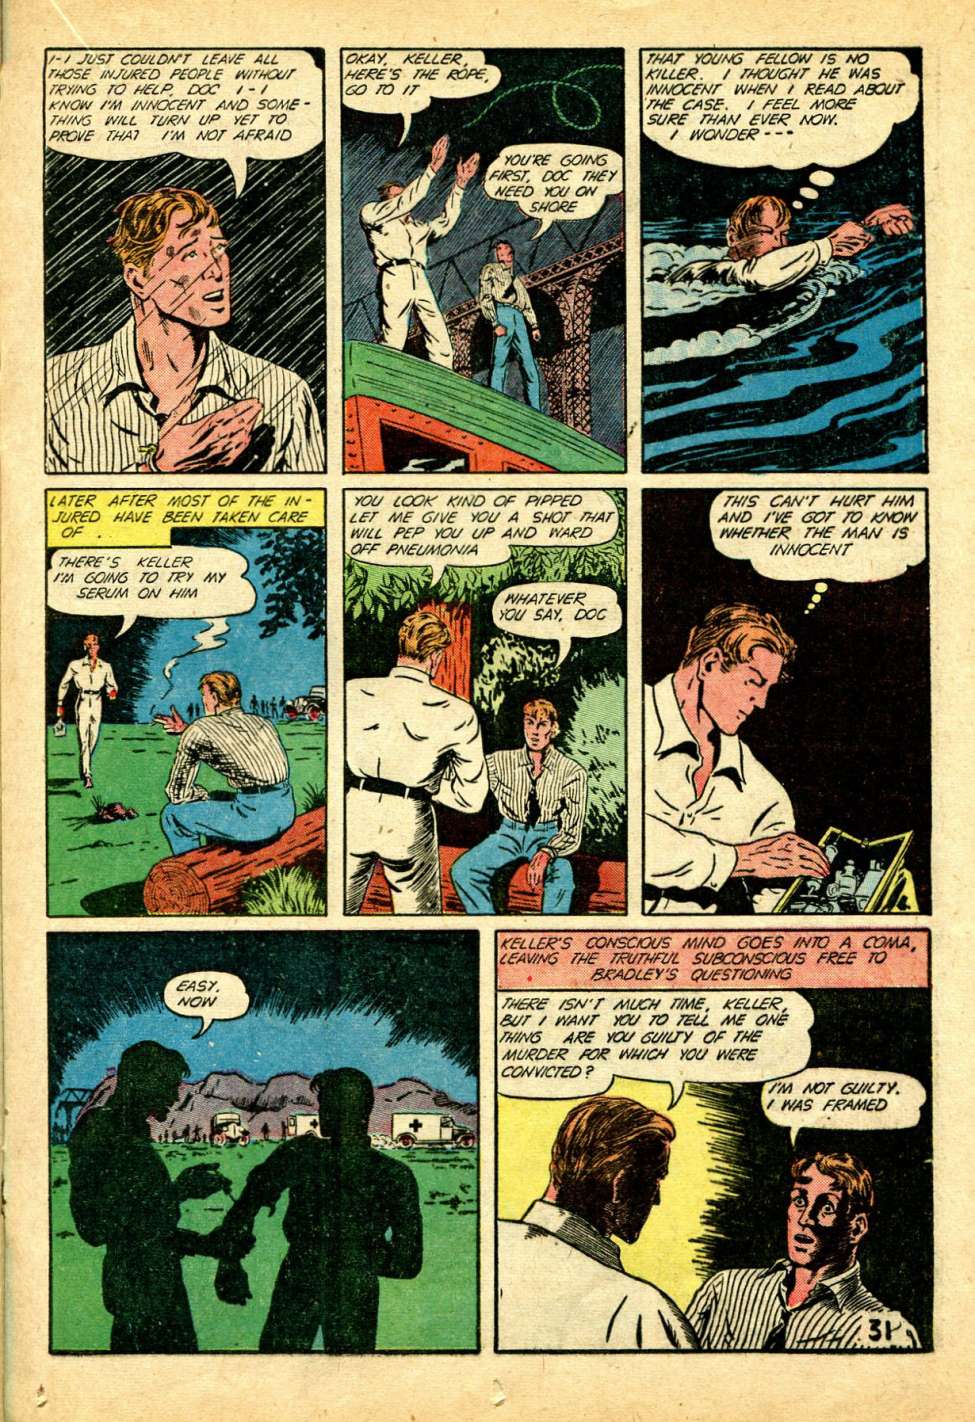 I-I JUST COULDN'T LEAVE ALL
THOSE INJURED PEOPLE WITHOUT
TRYING TO HELP, DOC I-I
KNOW I'M INNOCENT AND SOME-
THING WILL TURN UP YET TO
PROVE THAT I'M NOT AFRAID
OKAY, KELLER,
HERE'S THE ROPE,
GO TO IT
YOU'RE GOING
FIRST, DOC THEY
NEED YOU ON
SHORE
THAT YOUNG FELLOW IS NO
KILLER. I THOUGHT HE WAS
INNOCENT WHEN I READ ABOUT
THE CASE. I FEEL MORE
SURE THAN EVER NOW.
I WONDER ---
LATER AFTER MOST OF THE IN-
JURED HAVE BEEN TAKEN CARE
OF ....
THERE'S KELLER
I'M GOING TO TRY MY
SERUM ON HIM
YOU LOOK KIND OF PIPPED
LET ME GIVE YOU A SHOT THAT
WILL PEP YOU UP AND WARD
OFF PNEUMONIA
WHATEVER
YOU SAY, DOC
THIS CAN'T HURT HIM
AND I'VE GOT TO KNOW
WHETHER THE MAN IS
INNOCENT
EASY,
NOW
KELLER'S CONSCIOUS MIND GOES INTO A COMA,
LEAVING THE TRUTHFUL SUBCONSCIOUS FREE TO
BRADLEY'S QUESTIONING
THERE ISN'T MUCH TIME, KELLER,
BUT I WANT YOU TO TELL ME ONE
THING ARE YOU GUILTY OF THE
MURDER FOR WHICH YOU WERE
CONVICTED?
I'M NOT GUILTY.
I WAS FRAMED
31